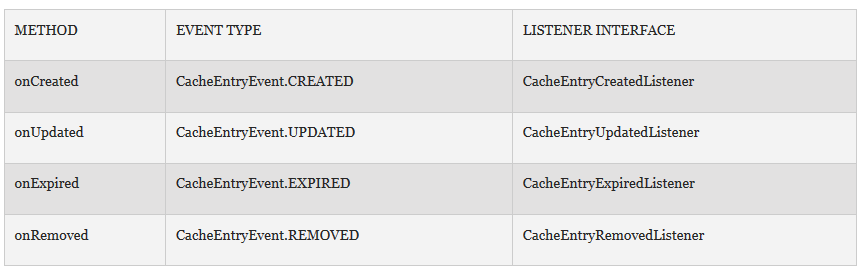 METHOD EVENT TYPE LISTENER INTERFACE
onCreated CacheEntryEvent.CREATED CacheEntryCreatedListener
onUpdated CacheEntryEvent.UPDATED CacheEntryUpdatedListener
onExpired CacheEntryEvent.EXPIRED CacheEntryExpiredListener
onRemoved CacheEntryEvent.REMOVED CacheEntryRemovedListener